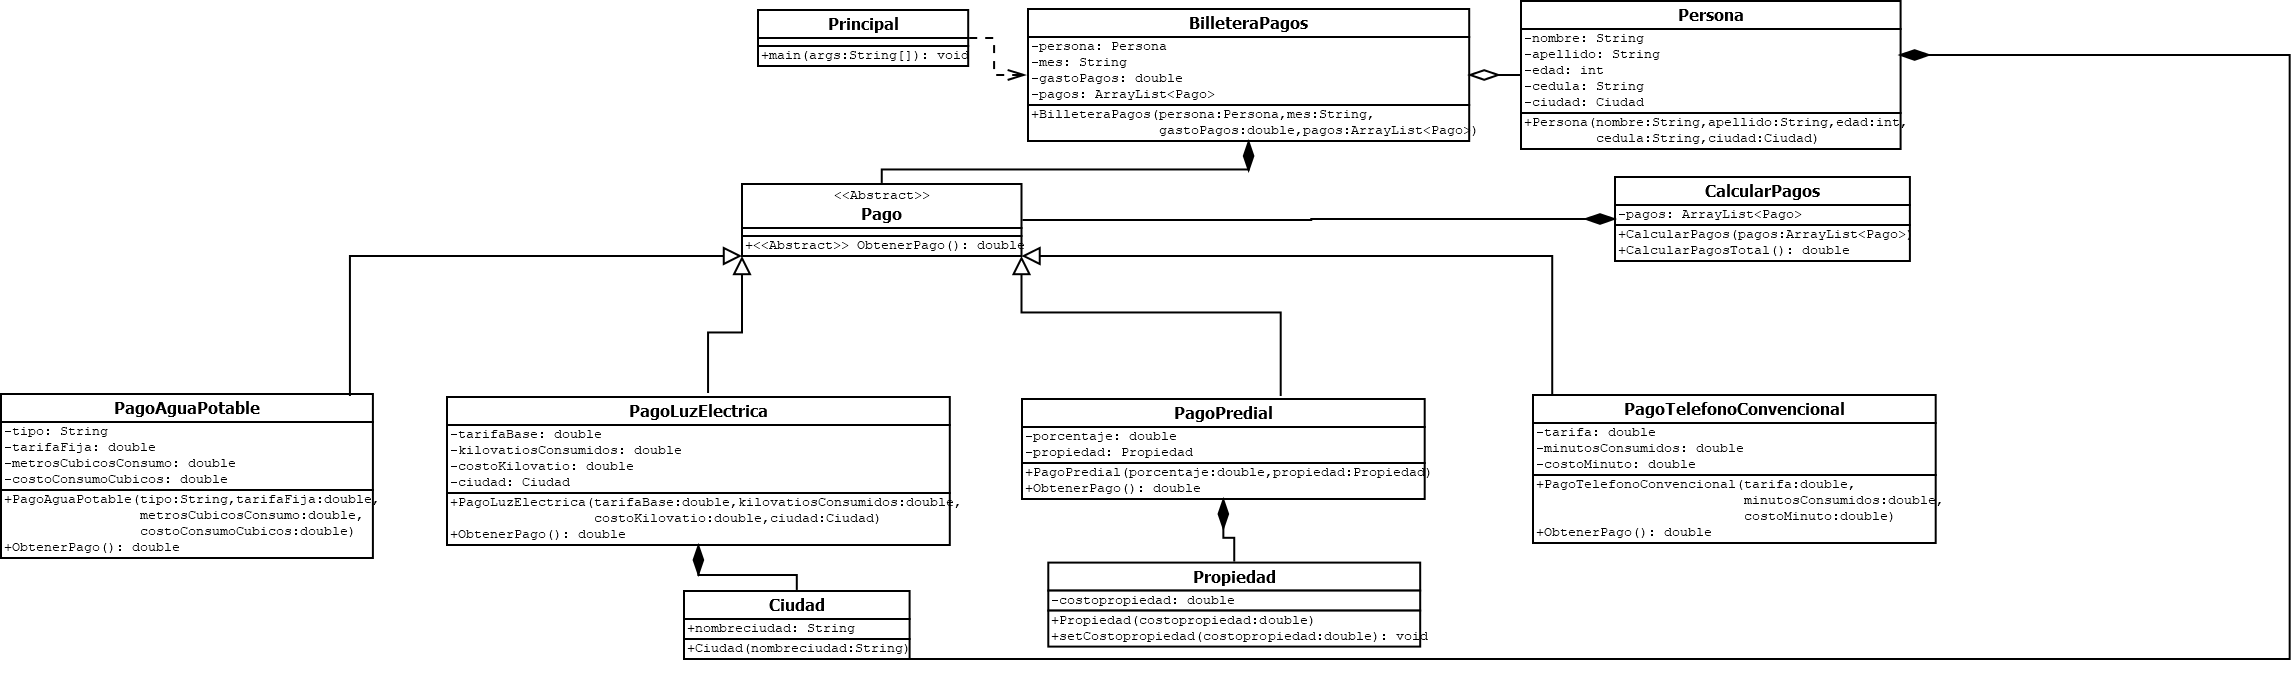 Principal
+main(args:String[]): void
BilleteraPagos
-persona: Persona
-mes: String
-gastoPagos: double
-pagos: ArrayList<Pago>
+BilleteraPagos(persona:Persona,mes:String,
gastoPagos:double,pagos:ArrayList<Pago>)
Persona
-nombre: String
-apellido: String
-edad: int
-cedula: String
-ciudad: Ciudad
+Persona(nombre:String,apellido:String,edad:int,
cedula:String,ciudad:Ciudad)
<<Abstract>>
Pago
+<<Abstract>> ObtenerPago(): double
CalcularPagos
-pagos: ArrayList<Pago>
+CalcularPagos(pagos:ArrayList<Pago>)
+CalcularPagosTotal(): double
PagoAguaPotable
-tipo: String
-tarifaFija: double
-metrosCubicosConsumo: double
-costoConsumoCubicos: double
+PagoAguaPotable(tipo:String,tarifaFija:double,
metrosCubicosConsumo:double,
costoConsumoCubicos:double)
+ObtenerPago(): double
PagoLuzElectrica
-tarifaBase: double
-kilovatiosConsumidos: double
-costoKilovatio: double
-ciudad: Ciudad
+PagoLuzElectrica(tarifaBase:double,kilovatiosConsumidos:double,
costoKilovatio:double,ciudad:Ciudad)
+ObtenerPago(): double
PagoPredial
-porcentaje: double
-propiedad: Propiedad
+PagoPredial(porcentaje:double,propiedad:Propiedad)
+ObtenerPago(): double
PagoTelefonoConvencional
-tarifa: double
-minutosConsumidos: double
-costoMinuto: double
+PagoTelefonoConvencional(tarifa:double,
minutosConsumidos:double,
costoMinuto:double)
+ObtenerPago(): double
Ciudad
+nombreciudad: String
+Ciudad(nombreciudad:String)
Propiedad
-costopropiedad: double
+Propiedad(costopropiedad:double)
+setCostopropiedad(costopropiedad:double): void